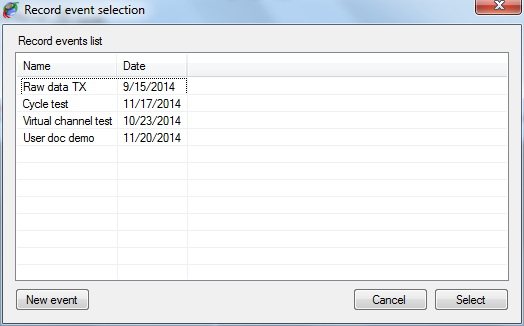 Record event selection
Record events list
Name Date
Raw data TX 9/15/2014
Cycle test 11/17/2014
Virtual channel test 10/23/2014
User doc demo 11/20/2014
New event Cancel Select